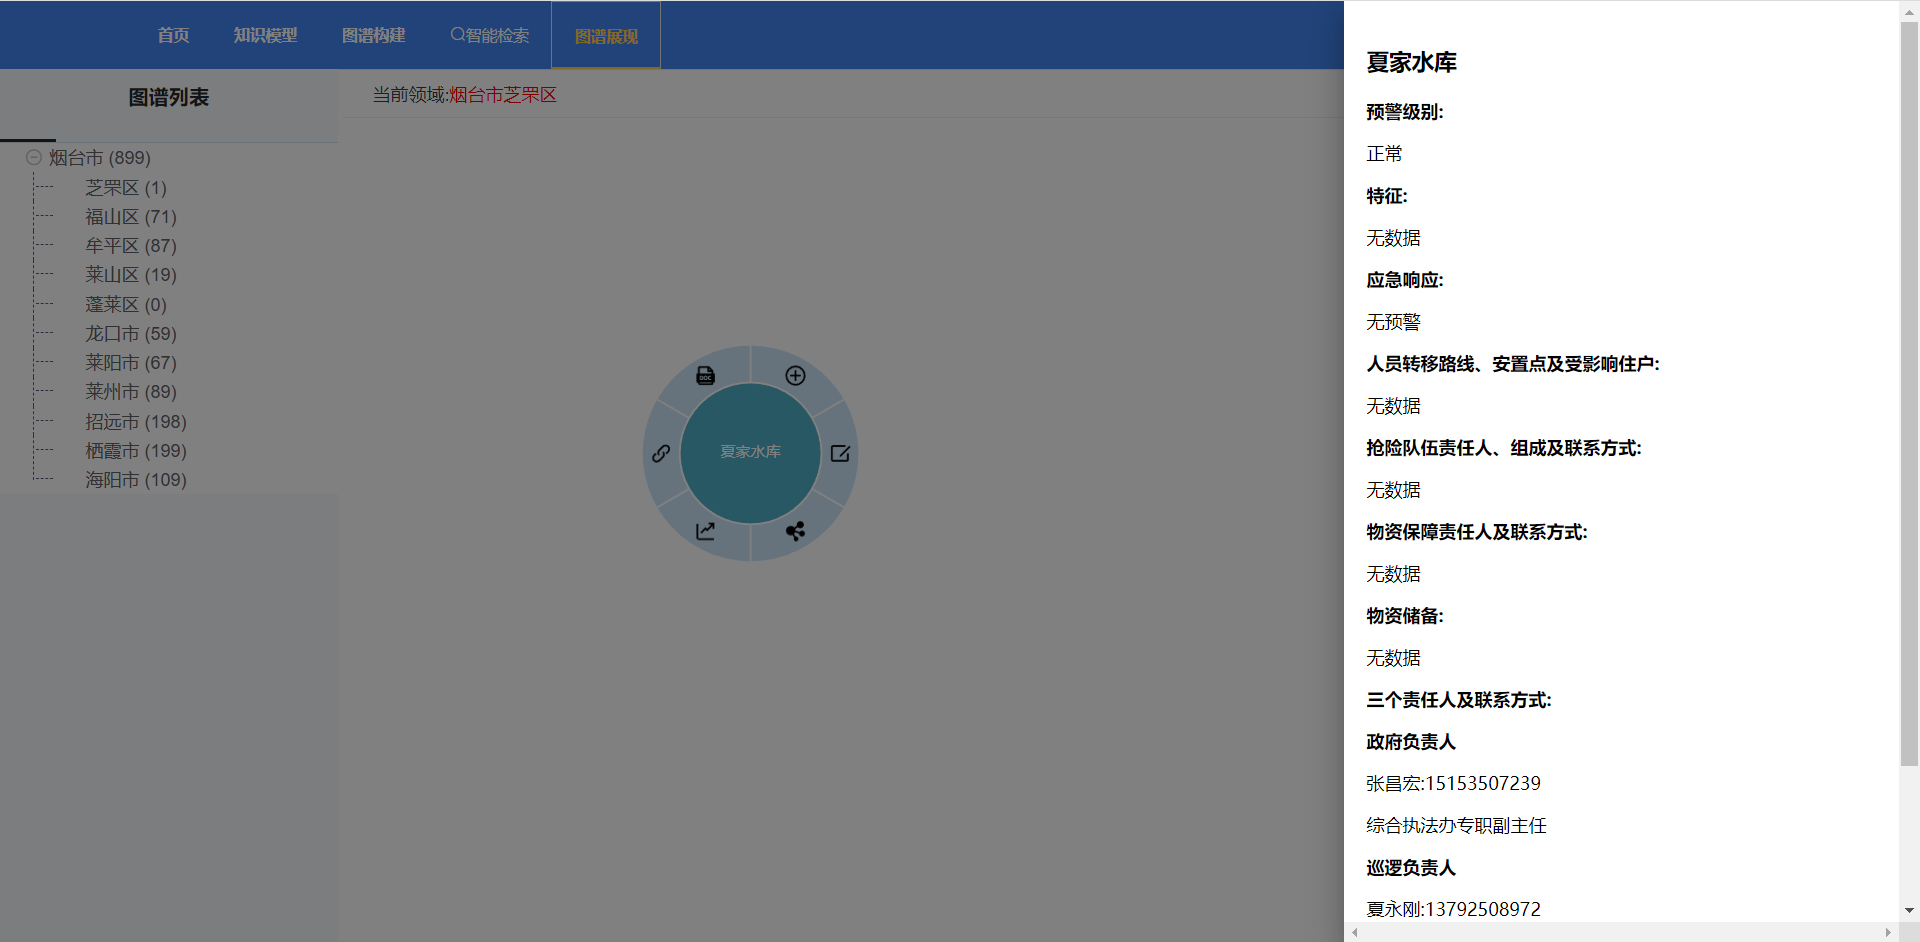 首页 知识模型 图谱构建 智能检索 图谱展现
图谱列表
当前领域:烟台市芝罘区
烟台市 (899)
芝罘区 (1)
福山区 (71)
牟平区 (87)
莱山区 (19)
蓬莱区 (0)
龙口市 (59)
莱阳市 (67)
莱州市 (89)
招远市 (198)
栖霞市 (199)
海阳市 (109)
DOC
夏家水库
夏家水库
预警级别:
正常
特征:
无数据
应急响应:
无预警
人员转移路线、安置点及受影响住户:
无数据
抢险队伍责任人、组成及联系方式:
无数据
物资保障责任人及联系方式:
无数据
物资储备:
无数据
三个责任人及联系方式:
政府负责人
张昌宏:15153507239
综合执法办专职副主任
巡逻负责人
夏永刚:13792508972